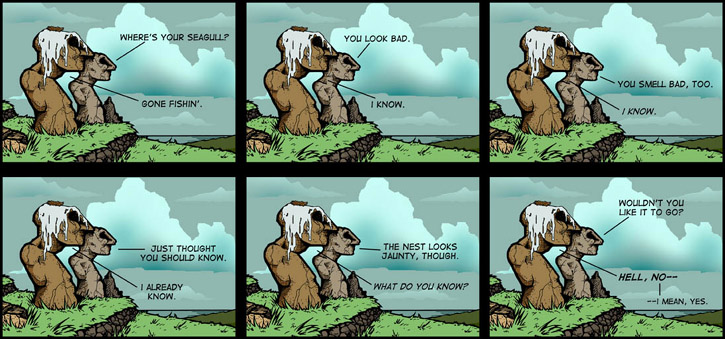 WHERE'S YOUR SEAGULL?
GONE FISHIN'.
YOU LOOK BAD.
I KNOW.
YOU SMELL BAD, TOO.
I KNOW.
JUST THOUGHT
YOU SHOULD KNOW.
I ALREADY
KNOW.
THE NEST LOOKS
JAUNTY, THOUGH.
WHAT DO YOU KNOW?
WOULDN'T YOU
LIKE IT TO GO?
HELL, NO--
--I MEAN, YES.